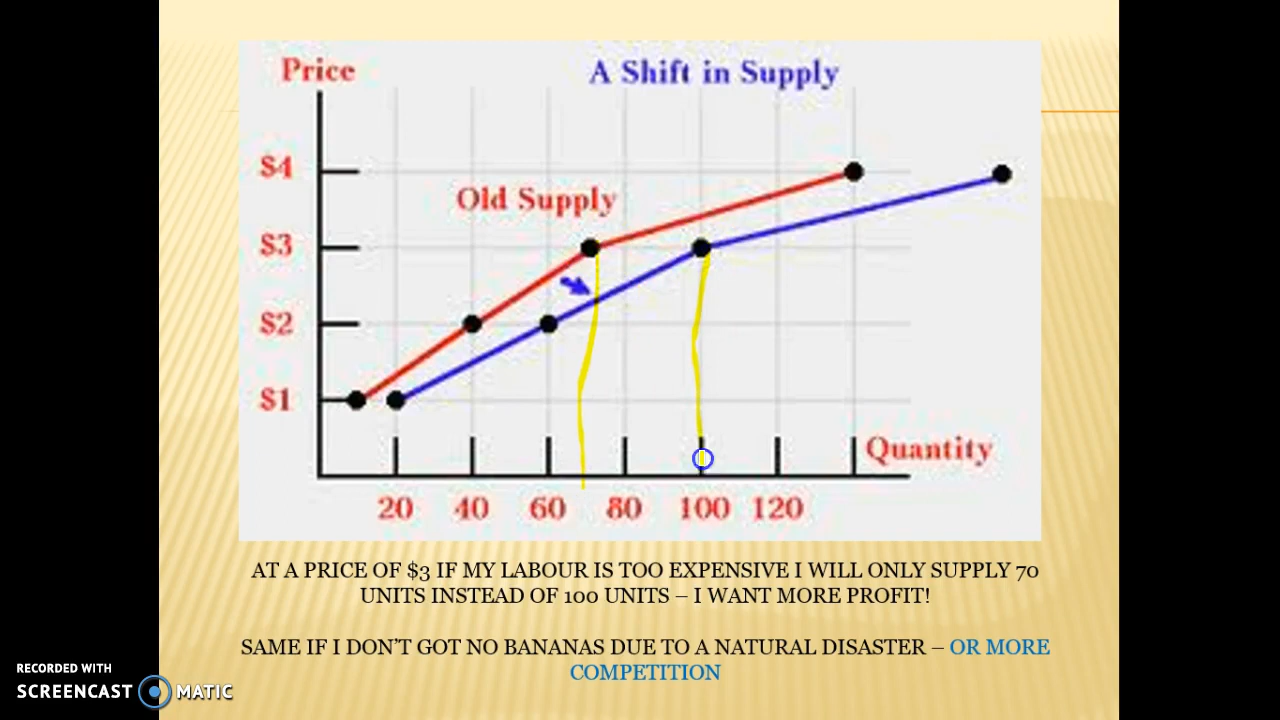 Price
A Shift in Supply
$4
Old Supply
$3
$2
$1
Quantity
20 40 60 80 100 120
AT A PRICE OF $3 IF MY LABOUR IS TOO EXPENSIVE I WILL ONLY SUPPLY 70
UNITS INSTEAD OF 100 UNITS – I WANT MORE PROFIT!
SAME IF I DON'T GOT NO BANANAS DUE TO A NATURAL DISASTER – OR MORE
COMPETITION
RECORDED WITH
SCREENCAST MATIC